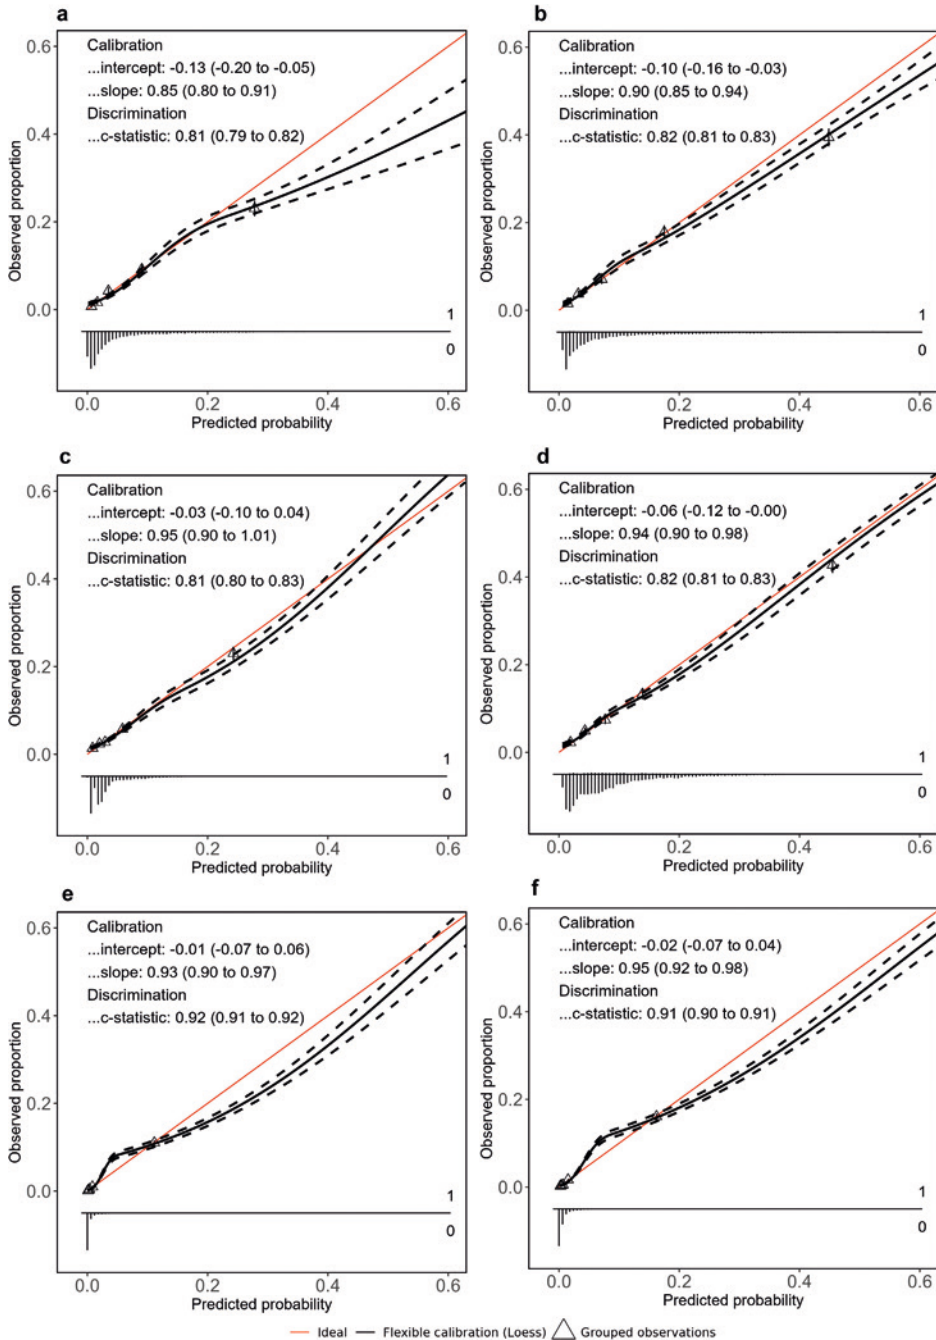 a
Calibration
...intercept: -0.13 (-0.20 to -0.05)
...slope: 0.85 (0.80 to 0.91)
Discrimination
...c-statistic: 0.81 (0.79 to 0.82)
Observed proportion
0.6
0.4
0.2
0.0
1
0
0.0 0.2 0.4 0.6
Predicted probability
b
Calibration
...intercept: -0.10 (-0.16 to -0.03)
...slope: 0.90 (0.85 to 0.94)
Discrimination
...c-statistic: 0.82 (0.81 to 0.83)
Observed proportion
0.6
0.4
0.2
0.0
1
0
0.0 0.2 0.4 0.6
Predicted probability
c
Calibration
...intercept: -0.03 (-0.10 to 0.04)
...slope: 0.95 (0.90 to 1.01)
Discrimination
...c-statistic: 0.81 (0.80 to 0.83)
Observed proportion
0.6
0.4
0.2
0.0
1
0
0.0 0.2 0.4 0.6
Predicted probability
d
Calibration
...intercept: -0.06 (-0.12 to -0.00)
...slope: 0.94 (0.90 to 0.98)
Discrimination
...c-statistic: 0.82 (0.81 to 0.83)
Observed proportion
0.6
0.4
0.2
0.0
1
0
0.0 0.2 0.4 0.6
Predicted probability
e
Calibration
...intercept: -0.01 (-0.07 to 0.06)
...slope: 0.93 (0.90 to 0.97)
Discrimination
...c-statistic: 0.92 (0.91 to 0.92)
Observed proportion
0.6
0.4
0.2
0.0
1
0
0.0 0.2 0.4 0.6
Predicted probability
f
Calibration
...intercept: -0.02 (-0.07 to 0.04)
...slope: 0.95 (0.92 to 0.98)
Discrimination
...c-statistic: 0.91 (0.90 to 0.91)
Observed proportion
0.6
0.4
0.2
0.0
1
0
0.0 0.2 0.4 0.6
Predicted probability
Ideal Flexible calibration (Loess) Grouped observations